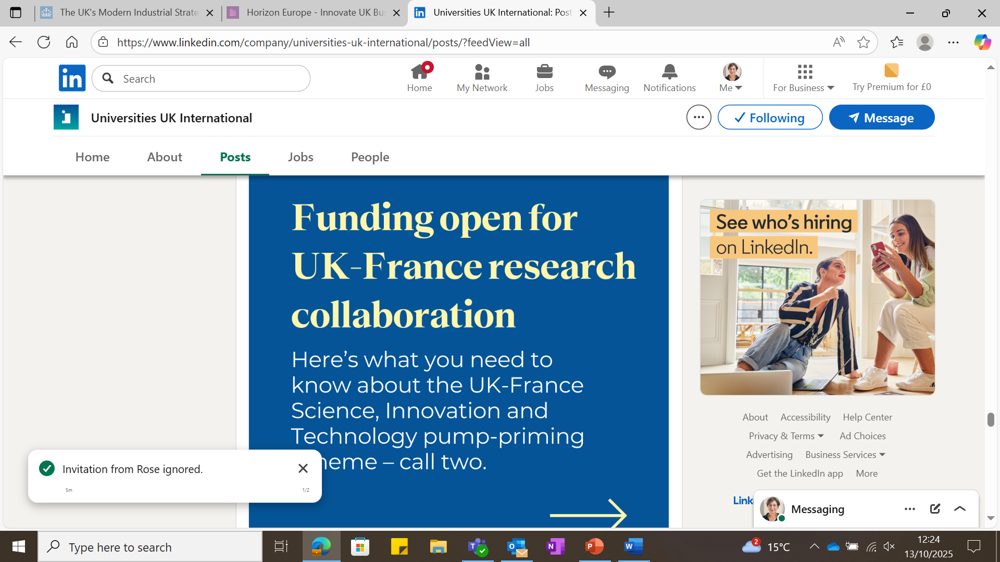 The UK's Modern Industrial Strate
Horizon Europe - Innovate UK Bu
Universities UK International: Post
https://www.linkedin.com/company/universities-uk-international/posts/?feedView=all
in
Search
Home
My Network
Jobs
Messaging
Notifications
Me
For Business
Try Premium for £0
Universities UK International
Following
Message
Home
About
Posts
Jobs
People
Funding open for
UK-France research
collaboration
Here’s what you need to
know about the UK-France
Science, Innovation and
Technology pump-priming
heme – call two.
See who’s hiring
on LinkedIn.
About Accessibility Help Center
Privacy & Terms Ad Choices
Advertising Business Services
Get the LinkedIn app More
Linke
Invitation from Rose ignored.
5m
1/2
Messaging
Type here to search
2
15°C
12:24
13/10/2025